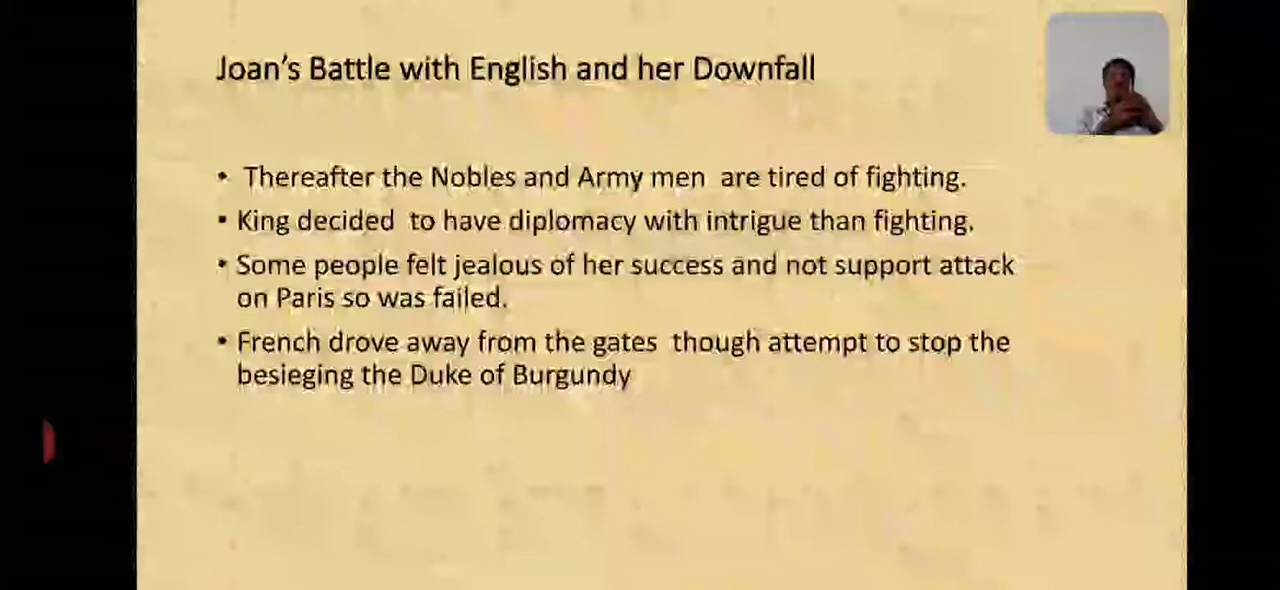 Joan's Battle with English and her Downfall
• Thereafter the Nobles and Army men are tired of fighting.
• King decided to have diplomacy with intrigue than fighting.
• Some people felt jealous of her success and not support attack
on Paris so was failed.
• French drove away from the gates though attempt to stop the
besieging the Duke of Burgundy